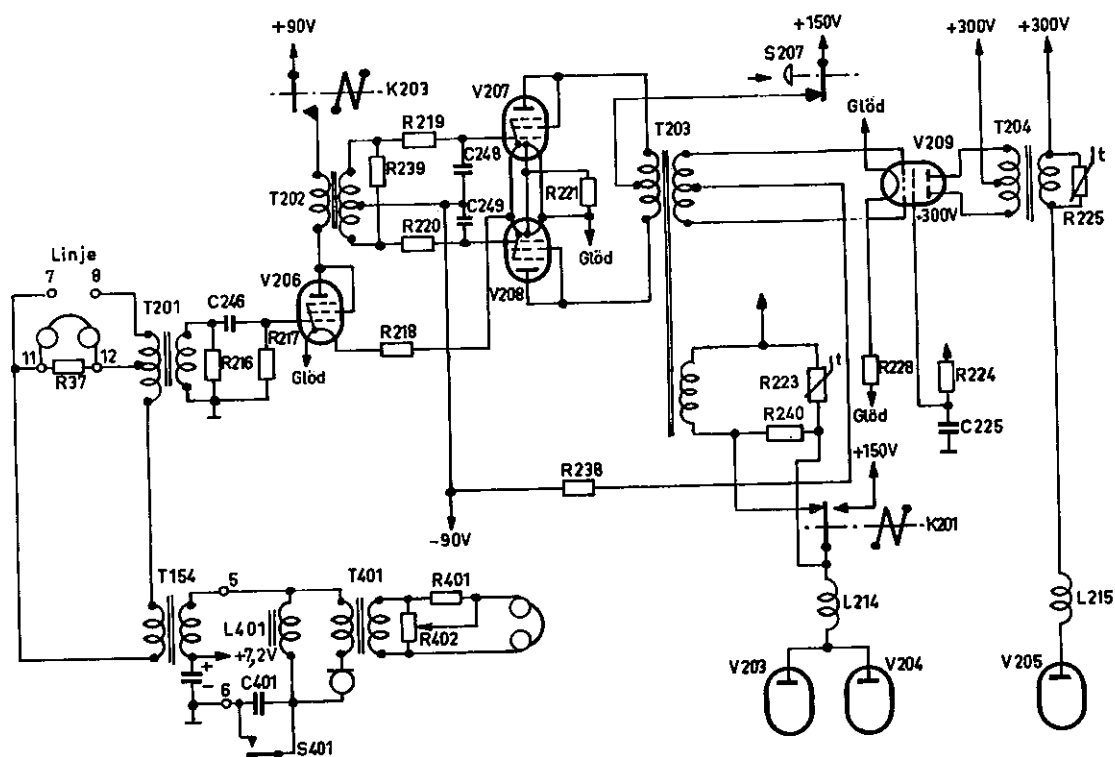 +90V
+150V
+300V
+300V
S207
K203
V207
Glöd
V209
T204
R219
C248
T203
R239
R221
t
R225
T202
C249
-300V
R220
Glöd
Linje
7
8
V206
V208
T201
C246
R217
R218
R216
11
12
R37
Glöd
t
R223
R228
R224
R240
Glöd
C225
+150V
R238
K201
-90V
T154
5
T401
R401
L401
R402
L214
L215
+7,2V
+
-
6
C401
V203
V204
V205
S401